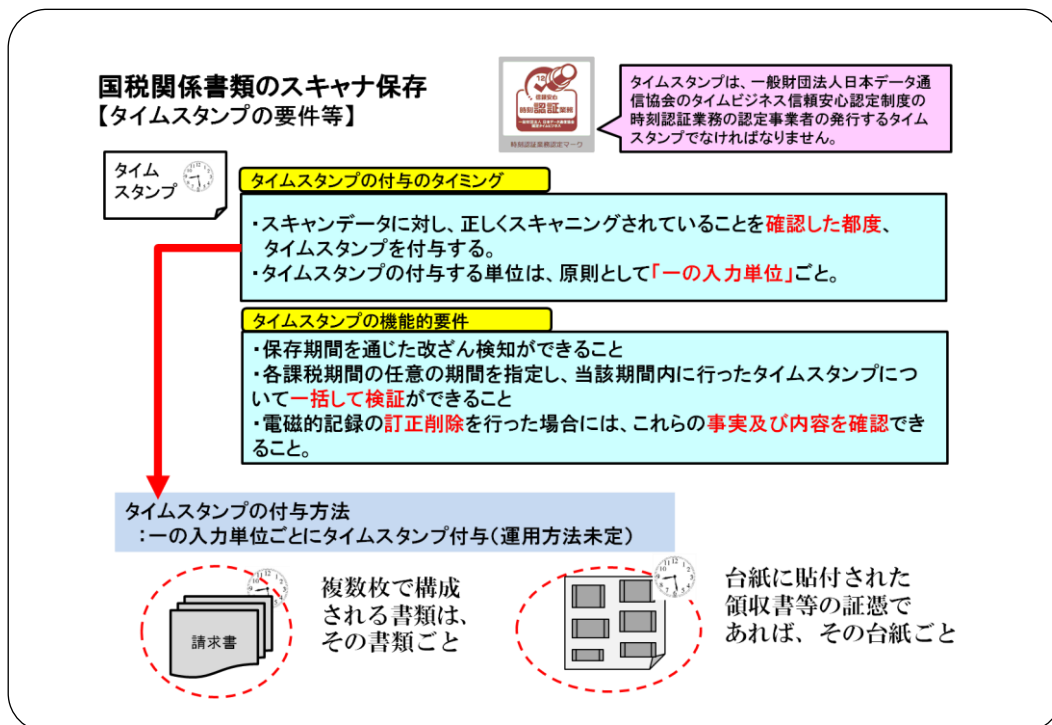 国税関係書類のスキャナ保存
【タイムスタンプの要件等】
信頼安心
時刻認証業務
時刻認証業務認定マーク
タイムスタンプは、一般財団法人日本データ通
信協会のタイムビジネス信頼安心認定制度の
時刻認証業務の認定事業者の発行するタイム
スタンプでなければなりません。
タイム
スタンプ
タイムスタンプの付与のタイミング
・スキャンデータに対し、正しくスキャニングされていることを確認した都度、
タイムスタンプを付与する。
・タイムスタンプの付与する単位は、原則として「一の入力単位」ごと。
タイムスタンプの機能的要件
・保存期間を通じた改ざん検知ができること
・各課税期間の任意の期間を指定し、当該期間内に行ったタイムスタンプにつ
いて一括して検証ができること
・電磁的記録の訂正削除を行った場合には、これらの事実及び内容を確認でき
ること。
タイムスタンプの付与方法
：一の入力単位ごとにタイムスタンプ付与(運用方法未定)
請求書
複数枚で構成
される書類は、
その書類ごと
台紙に貼付された
領収書等の証憑で
あれば、その台紙ごと